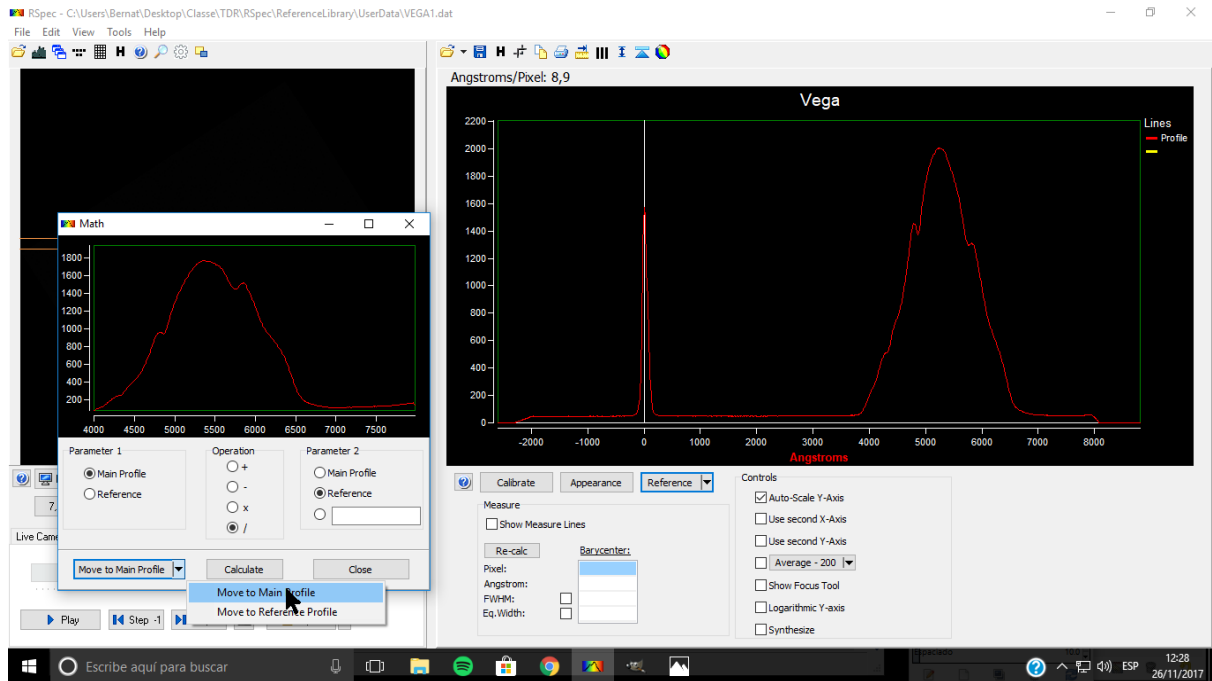 RSpec - C:\Users\Bernat\Desktop\Classe\TDR\RSpec\ReferenceLibrary\UserData\VEGA1.dat
File Edit View Tools Help
Angstroms/Pixel: 8,9
Vega
Lines
Profile
2200
2000
1800
1600
1400
1200
1000
800
600
400
200
0
-2000 -1000 0 1000 2000 3000 4000 5000 6000 7000 8000
Angstroms
Math
1800
1600
1400
1200
1000
800
600
400
200
4000 4500 5000 5500 6000 6500 7000 7500
Parameter 1 Operation Parameter 2
Main Profile + Main Profile
Reference - Reference
x
/
Move to Main Profile Calculate Close
Move to Main Profile
Move to Reference Profile
7,
Live Came
Play Step -1
Calibrate Appearance Reference
Measure
Show Measure Lines
Re-calc Barycenter:
Pixel:
Angstrom:
FWHM:
Eq.Width:
Controls
Auto-Scale Y-Axis
Use second X-Axis
Use second Y-Axis
Average - 200
Show Focus Tool
Logarithmic Y-axis
Synthesize
Escribe aquí para buscar
ESP
12:28
26/11/2017